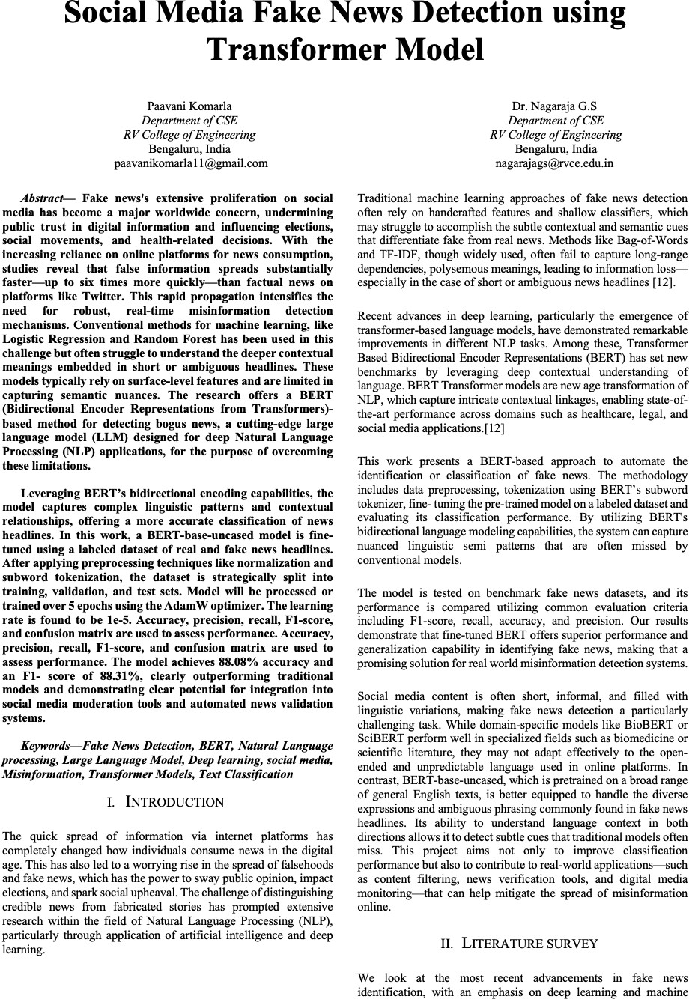 Social Media Fake News Detection using
Transformer Model
Paavani Komarla
Department of CSE
RV College of Engineering
Bengaluru, India
paavanikomarla11@gmail.com
Dr. Nagaraja G.S
Department of CSE
RV College of Engineering
Bengaluru, India
nagarajags@rvce.edu.in
Abstract— Fake news's extensive proliferation on social
media has become a major worldwide concern, undermining
public trust in digital information and influencing elections,
social movements, and health-related decisions. With the
increasing reliance on online platforms for news consumption,
studies reveal that false information spreads substantially
faster—up to six times more quickly—than factual news on
platforms like Twitter. This rapid propagation intensifies the
need for robust, real-time misinformation detection
mechanisms. Conventional methods for machine learning, like
Logistic Regression and Random Forest has been used in this
challenge but often struggle to understand the deeper contextual
meanings embedded in short or ambiguous headlines. These
models typically rely on surface-level features and are limited in
capturing semantic nuances. The research offers a BERT
(Bidirectional Encoder Representations from Transformers)-
based method for detecting bogus news, a cutting-edge large
language model (LLM) designed for deep Natural Language
Processing (NLP) applications, for the purpose of overcoming
these limitations.
Leveraging BERT’s bidirectional encoding capabilities, the
model captures complex linguistic patterns and contextual
relationships, offering a more accurate classification of news
headlines. In this work, a BERT-base-uncased model is fine-
tuned using a labeled dataset of real and fake news headlines.
After applying preprocessing techniques like normalization and
subword tokenization, the dataset is strategically split into
training, validation, and test sets. Model will be processed or
trained over 5 epochs using the AdamW optimizer. The learning
rate is found to be 1e-5. Accuracy, precision, recall, F1-score,
and confusion matrix are used to assess performance. Accuracy,
precision, recall, F1-score, and confusion matrix are used to
assess performance. The model achieves 88.08% accuracy and
an F1- score of 88.31%, clearly outperforming traditional
models and demonstrating clear potential for integration into
social media moderation tools and automated news validation
systems.
Keywords—Fake News Detection, BERT, Natural Language
processing, Large Language Model, Deep learning, social media,
Misinformation, Transformer Models, Text Classification
I. INTRODUCTION
The quick spread of information via internet platforms has
completely changed how individuals consume news in the digital
age. This has also led to a worrying rise in the spread of falsehoods
and fake news, which has the power to sway public opinion, impact
elections, and spark social upheaval. The challenge of distinguishing
credible news from fabricated stories has prompted extensive
research within the field of Natural Language Processing (NLP),
particularly through application of artificial intelligence and deep
learning.
Traditional machine learning approaches of fake news detection
often rely on handcrafted features and shallow classifiers, which
may struggle to accomplish the subtle contextual and semantic cues
that differentiate fake from real news. Methods like Bag-of-Words
and TF-IDF, though widely used, often fail to capture long-range
dependencies, polysemous meanings, leading to information loss—
especially in the case of short or ambiguous news headlines [12].
Recent advances in deep learning, particularly the emergence of
transformer-based language models, have demonstrated remarkable
improvements in different NLP tasks. Among these, Transformer
Based Bidirectional Encoder Representations (BERT) has set new
benchmarks by leveraging deep contextual understanding of
language. BERT Transformer models are new age transformation of
NLP, which capture intricate contextual linkages, enabling state-of-
the-art performance across domains such as healthcare, legal, and
social media applications.[12]
This work presents a BERT-based approach to automate the
identification or classification of fake news. The methodology
includes data preprocessing, tokenization using BERT’s subword
tokenizer, fine- tuning the pre-trained model on a labeled dataset and
evaluating its classification performance. By utilizing BERT's
bidirectional language modeling capabilities, the system can capture
nuanced linguistic semi patterns that are often missed by
conventional models.
The model is tested on benchmark fake news datasets, and its
performance is compared utilizing common evaluation criteria
including F1-score, recall, accuracy, and precision. Our results
demonstrate that fine-tuned BERT offers superior performance and
generalization capability in identifying fake news, making that a
promising solution for real world misinformation detection systems.
Social media content is often short, informal, and filled with
linguistic variations, making fake news detection a particularly
challenging task. While domain-specific models like BioBERT or
SciBERT perform well in specialized fields such as biomedicine or
scientific literature, they may not adapt effectively to the open-
ended and unpredictable language used in online platforms. In
contrast, BERT-base-uncased, which is pretrained on a broad range
of general English texts, is better equipped to handle the diverse
expressions and ambiguous phrasing commonly found in fake news
headlines. Its ability to understand language context in both
directions allows it to detect subtle cues that traditional models often
miss. This project aims not only to improve classification
performance but also to contribute to real-world applications—such
as content filtering, news verification tools, and digital media
monitoring—that can help mitigate the spread of misinformation
online.
II. LITERATURE SURVEY
We look at the most recent advancements in fake news
identification, with an emphasis on deep learning and machine